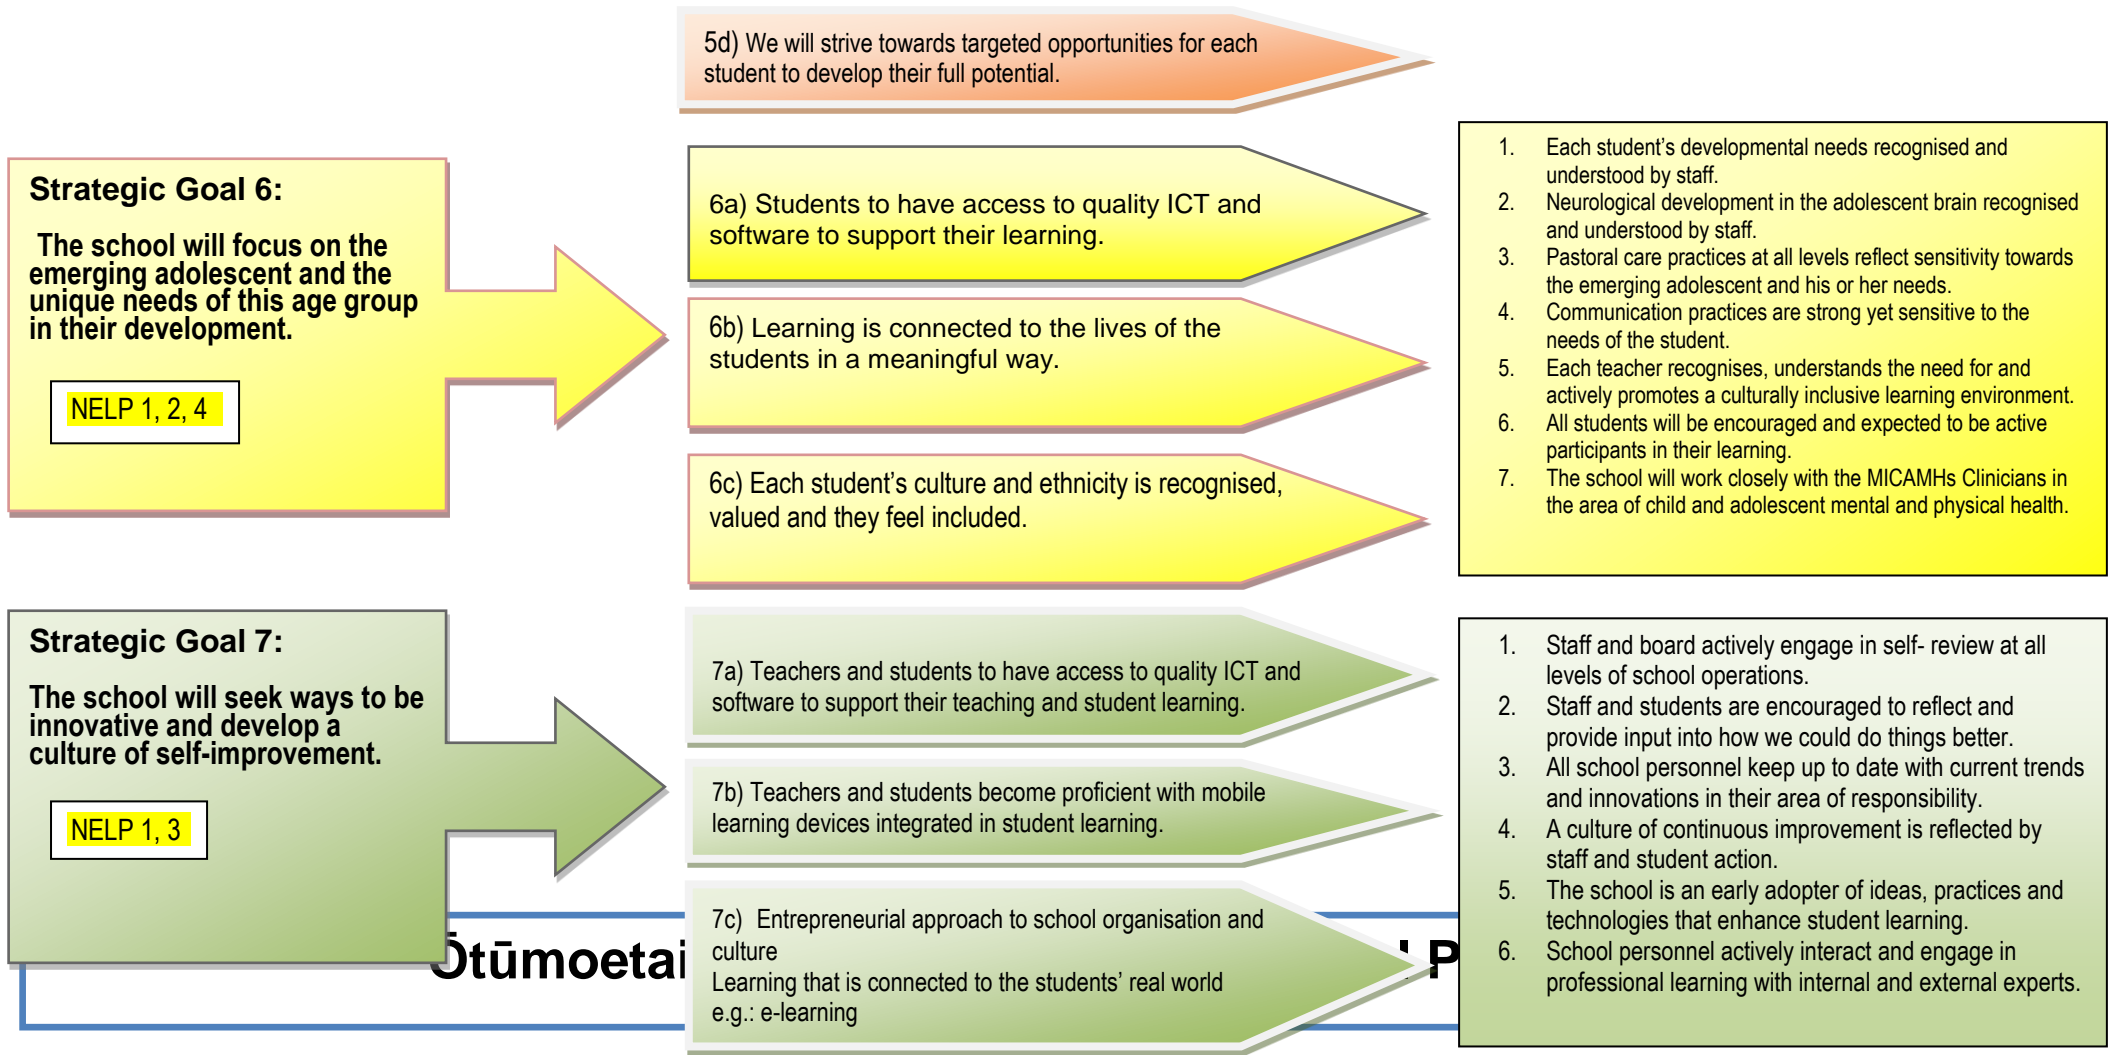 5d) We will strive towards targeted opportunities for each
student to develop their full potential.
Strategic Goal 6:
The school will focus on the
emerging adolescent and the
unique needs of this age group
in their development.
NELP 1, 2, 4
6a) Students to have access to quality ICT and
software to support their learning.
6b) Learning is connected to the lives of the
students in a meaningful way.
6c) Each student’s culture and ethnicity is recognised,
valued and they feel included.
1. Each student’s developmental needs recognised and
understood by staff.
2. Neurological development in the adolescent brain recognised
and understood by staff.
3. Pastoral care practices at all levels reflect sensitivity towards
the emerging adolescent and his or her needs.
4. Communication practices are strong yet sensitive to the
needs of the student.
5. Each teacher recognises, understands the need for and
actively promotes a culturally inclusive learning environment.
6. All students will be encouraged and expected to be active
participants in their learning.
7. The school will work closely with the MICAMHs Clinicians in
the area of child and adolescent mental and physical health.
Strategic Goal 7:
The school will seek ways to be
innovative and develop a
culture of self-improvement.
NELP 1, 3
7a) Teachers and students to have access to quality ICT and
software to support their teaching and student learning.
7b) Teachers and students become proficient with mobile
learning devices integrated in student learning.
7c) Entrepreneurial approach to school organisation and
culture
Learning that is connected to the students’ real world
e.g.: e-learning
1. Staff and board actively engage in self- review at all
levels of school operations.
2. Staff and students are encouraged to reflect and
provide input into how we could do things better.
3. All school personnel keep up to date with current trends
and innovations in their area of responsibility.
4. A culture of continuous improvement is reflected by
staff and student action.
5. The school is an early adopter of ideas, practices and
technologies that enhance student learning.
6. School personnel actively interact and engage in
professional learning with internal and external experts.
Ōtūmoetai